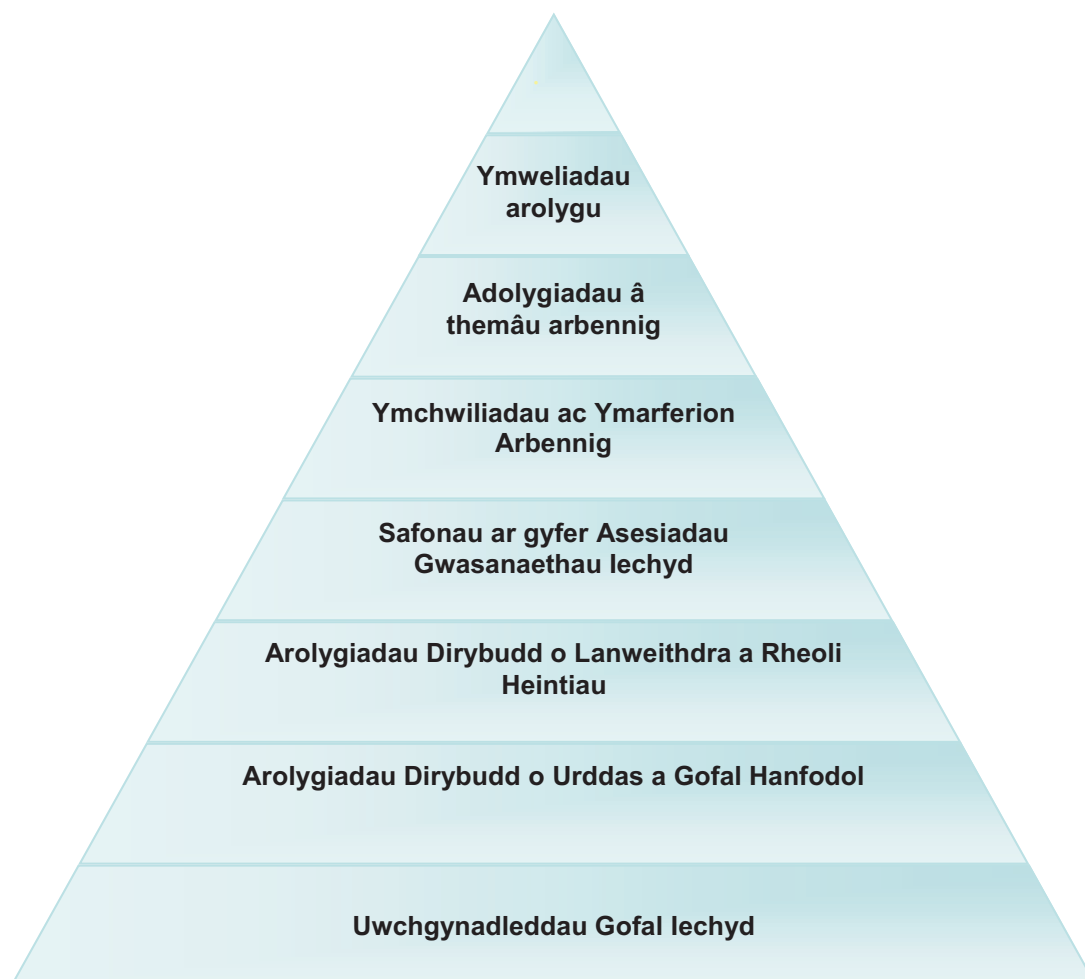 Ymweliadau
arolygu
Adolygiadau â
themâu arbennig
Ymchwiliadau ac Ymarferion
Arbennig
Safonau ar gyfer Asesiadau
Gwasanaethau Iechyd
Arolygiadau Dirybudd o Lanweithdra a Rheoli
Heintiau
Arolygiadau Dirybudd o Urddas a Gofal Hanfodol
Uwchgynadleddau Gofal Iechyd